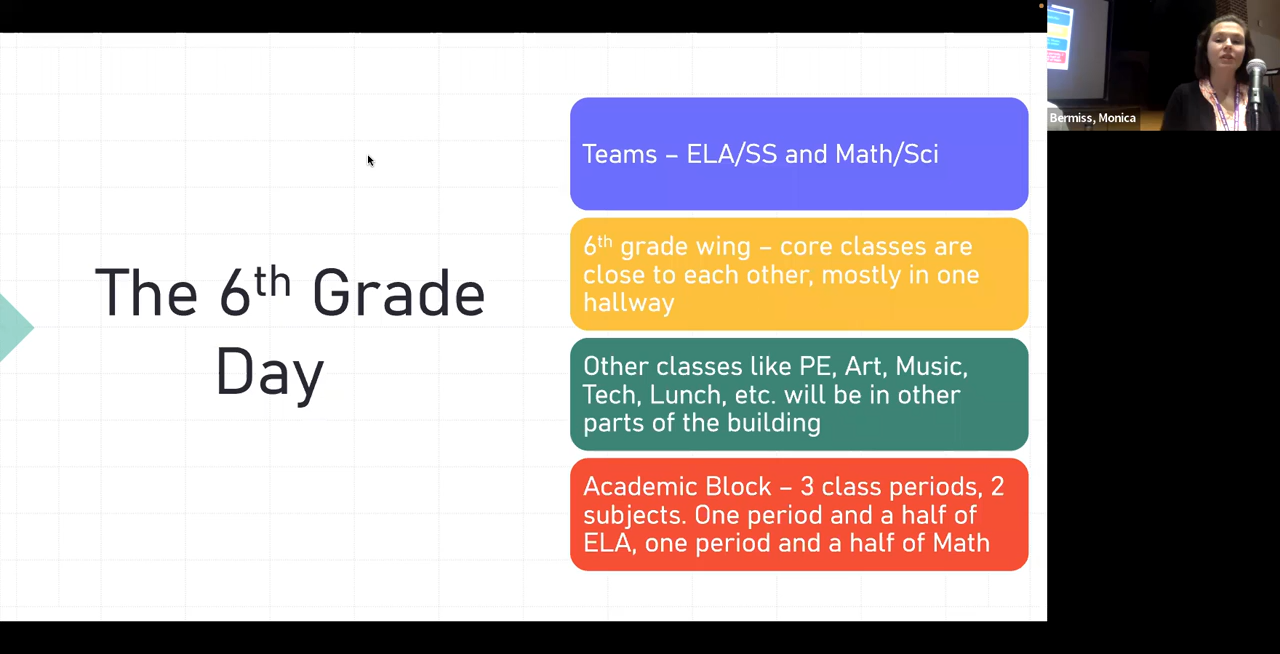 The 6th Grade
Day
Teams – ELA/SS and Math/Sci
6th grade wing – core classes are
close to each other, mostly in one
hallway
Other classes like PE, Art, Music,
Tech, Lunch, etc. will be in other
parts of the building
Academic Block – 3 class periods, 2
subjects. One period and a half of
ELA, one period and a half of Math
Bermiss, Monica